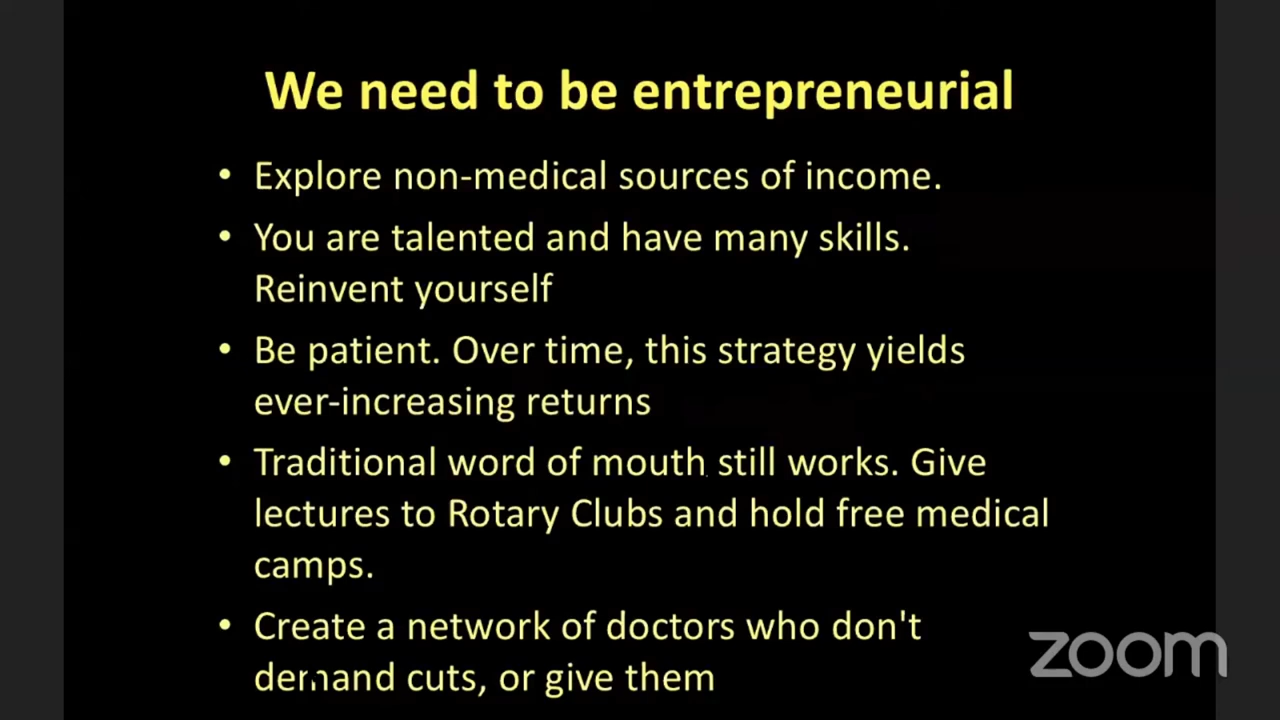 We need to be entrepreneurial
• Explore non-medical sources of income.
• You are talented and have many skills.
Reinvent yourself
• Be patient. Over time, this strategy yields
ever-increasing returns
• Traditional word of mouth still works. Give
lectures to Rotary Clubs and hold free medical
camps.
• Create a network of doctors who don't
demand cuts, or give them
zoom